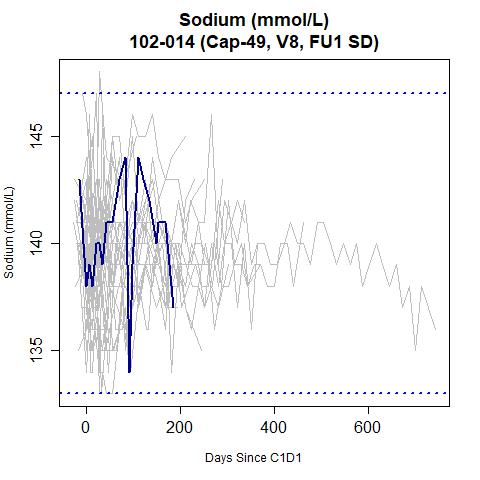 Sodium (mmol/L)
102-014 (Cap-49, V8, FU1 SD)
Sodium (mmol/L)
145
140
135
0
200
400
600
Days Since C1D1